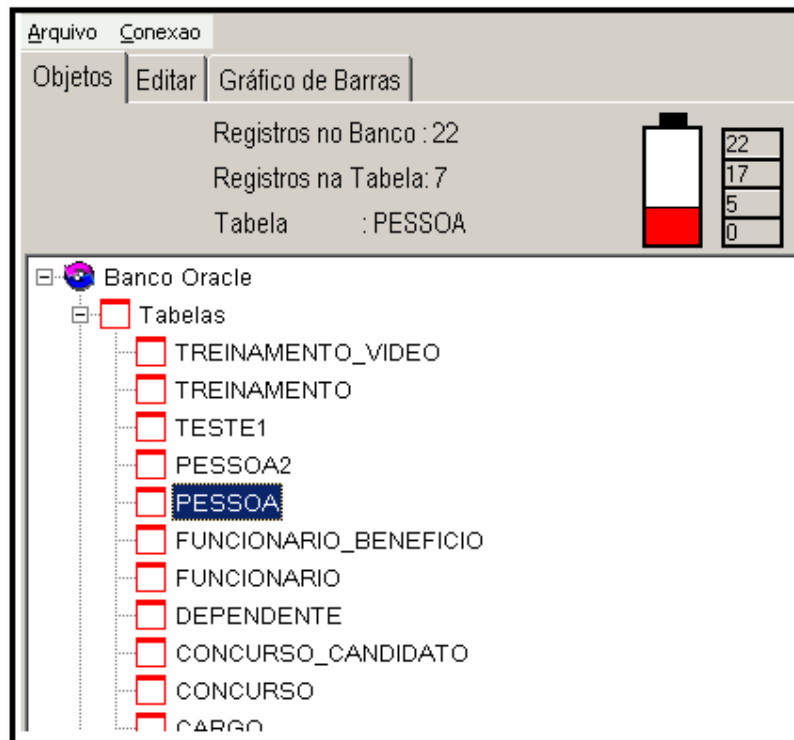 Arquivo Conexao
Objetos Editar Gráfico de Barras
Registros no Banco : 22
Registros na Tabela: 7
Tabela : PESSOA
22
17
5
0
Banco Oracle
Tabelas
TREINAMENTO_VIDEO
TREINAMENTO
TESTE1
PESSOA2
PESSOA
FUNCIONARIO_BENEFICIO
FUNCIONARIO
DEPENDENTE
CONCURSO_CANDIDATO
CONCURSO
CARGO